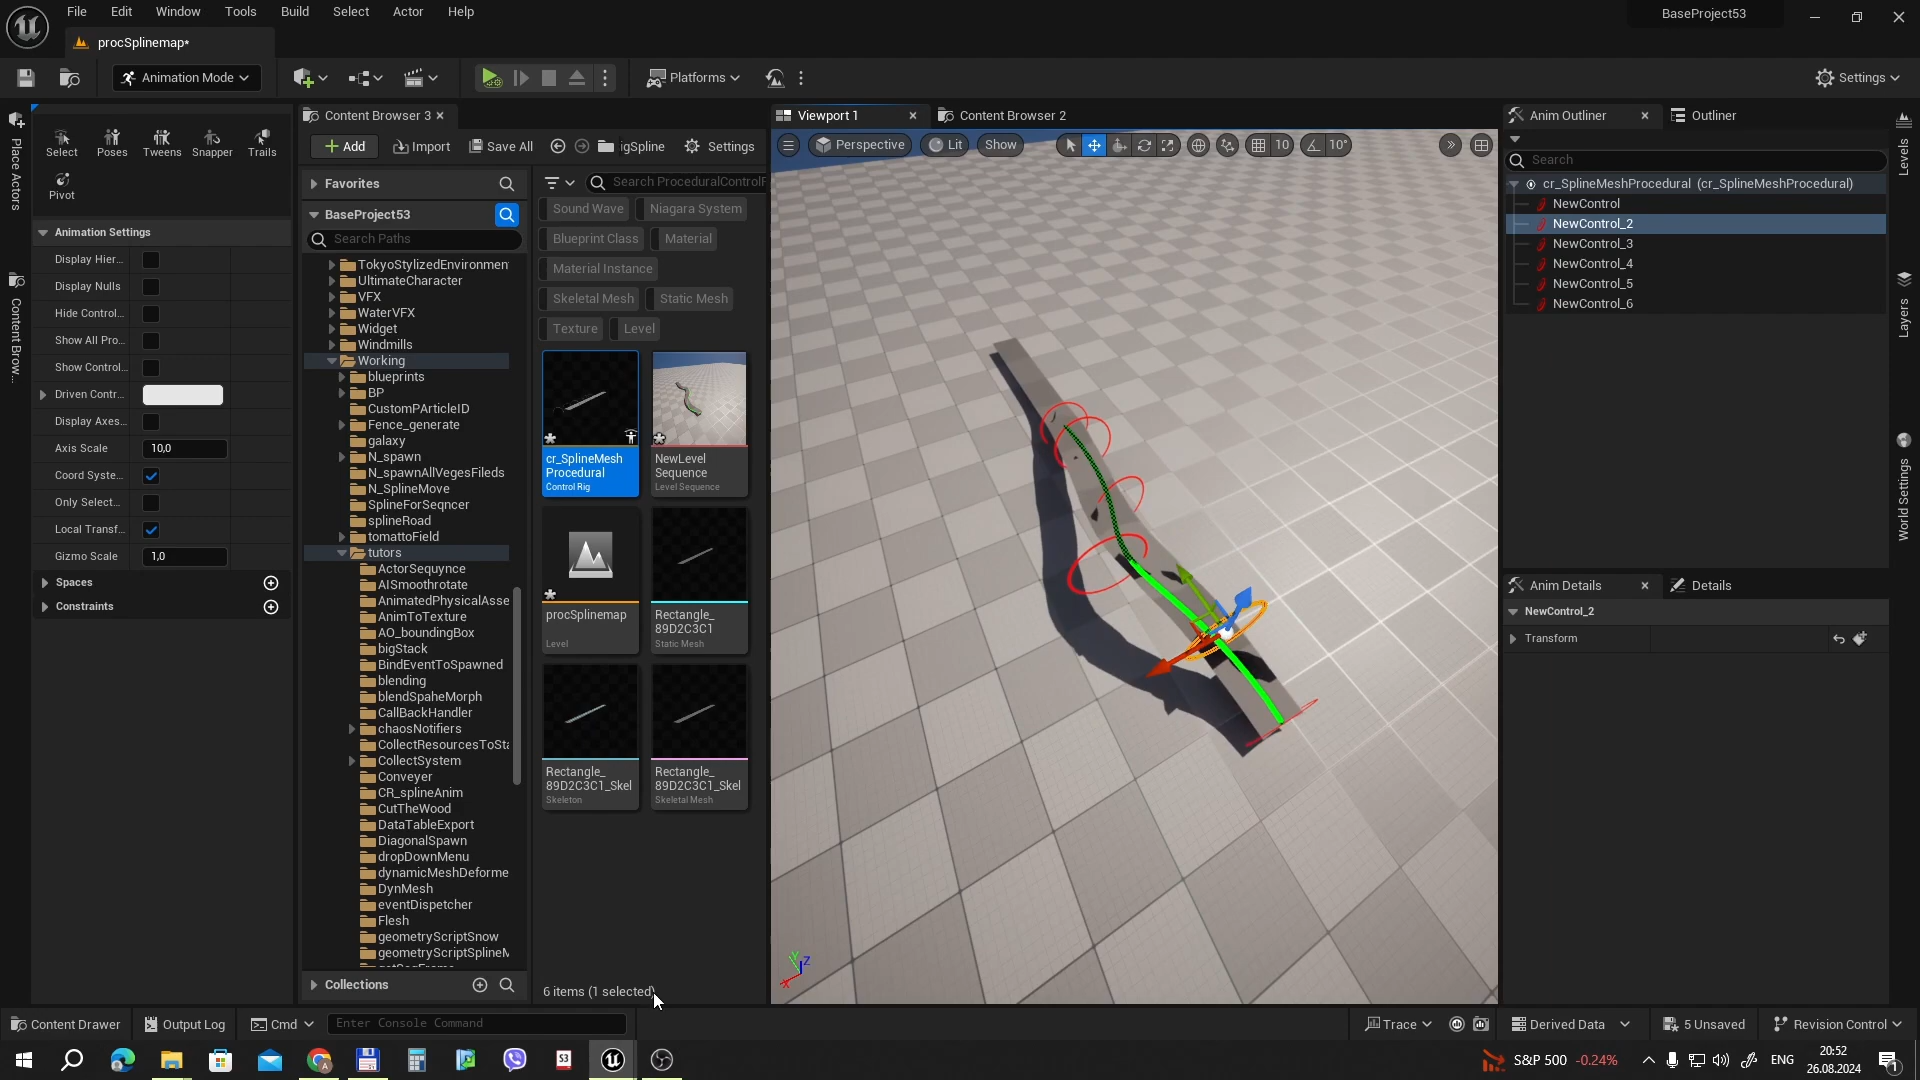 File Edit Window Tools Build Select Actor Help
BaseProject53
procSplinemap*
Animation Mode
Platforms
Settings
Place Actors
Content Brow...
Select Poses Tweens Snapper Trails
Pivot
Animation Settings
Display Hier...
Display Nulls
Hide Control...
Show All Pro...
Show Control...
Driven Contr...
Display Axes...
Axis Scale 10,0
Coord Syste...
Only Select...
Local Transf...
Gizmo Scale 1,0
Spaces
Constraints
Content Browser 3
Add Import Save All igSpline Settings
Favorites
BaseProject53
Search Paths
TokyoStylizedEnvironmen
UltimateCharacter
VFX
WaterVFX
Widget
Windmills
Working
blueprints
BP
CustomPArticleID
Fence_generate
galaxy
N_spawn
N_spawnAllVegesFileds
N_SplineMove
SplineForSeqncer
splineRoad
tomattoField
tutors
ActorSequynce
AISmoothrotate
AnimatedPhysicalAsse
AnimToTexture
AO_boundingBox
bigStack
BindEventToSpawned
blending
blendSpaheMorph
CallBackHandler
chaosNotifiers
CollectResourcesToSta
CollectSystem
Conveyer
CR_splineAnim
CutTheWood
DataTableExport
DiagonalSpawn
dropDownMenu
dynamicMeshDeforme
DynMesh
eventDispetcher
Flesh
geometryScriptSnow
geometryScriptSplineM
Collections
Search ProceduralControlF
Sound Wave Niagara System
Blueprint Class Material
Material Instance
Skeletal Mesh Static Mesh
Texture Level
cr_SplineMesh
Procedural
Control Rig
NewLevel
Sequence
Level Sequence
procSplinemap
Level
Rectangle_
89D2C3C1
Static Mesh
Rectangle_
89D2C3C1_Skel
Skeleton
Rectangle_
89D2C3C1_Skel
Skeletal Mesh
6 items (1 selected)
Viewport 1 Content Browser 2
Perspective Lit Show 10 10°
Y Z
X
Anim Outliner Outliner
Search
cr_SplineMeshProcedural (cr_SplineMeshProcedural)
NewControl
NewControl_2
NewControl_3
NewControl_4
NewControl_5
NewControl_6
Anim Details Details
NewControl_2
Transform
Levels
Layers
World Settings
Content Drawer Output Log Cmd Enter Console Command
Trace Derived Data 5 Unsaved Revision Control
S&P 500 -0.24% ENG 20:52
26.08.2024 1